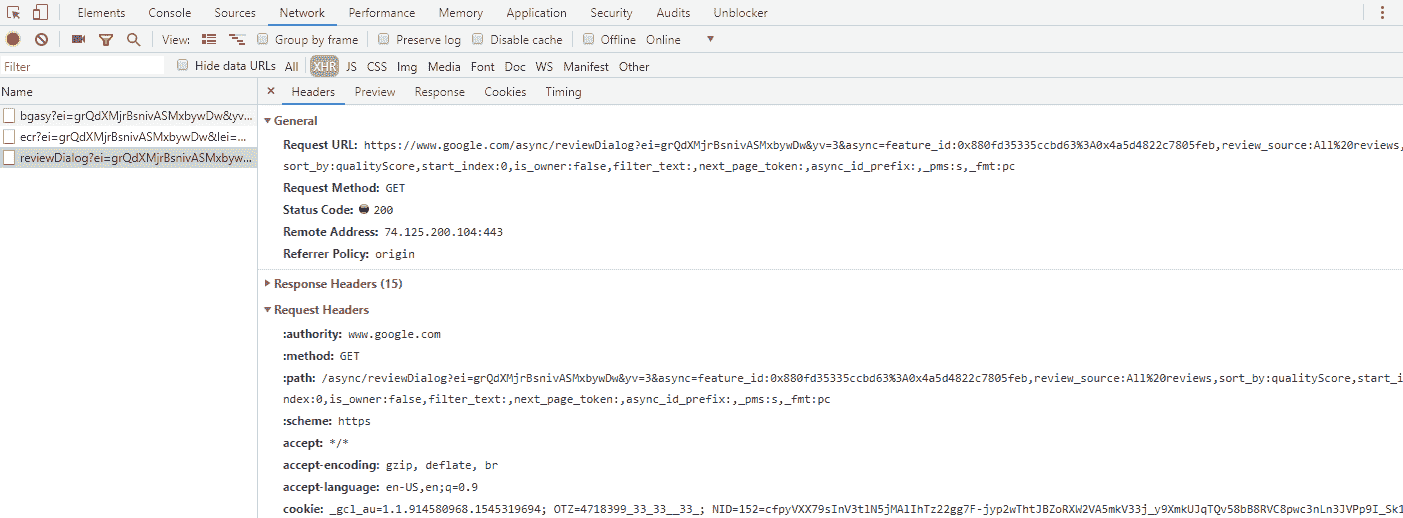 Elements Console Sources Network Performance Memory Application Security Audits Unblocker
View: Group by frame Preserve log Disable cache Offline Online
Filter Hide data URLs All XHR JS CSS Img Media Font Doc WS Manifest Other
Name
Headers Preview Response Cookies Timing
bgasy?ei=grQdXMjrBsnivASMxbywDw&yv...
ecr?ei=grQdXMjrBsnivASMxbywDw&lei=...
reviewDialog?ei=grQdXMjrBsnivASMxbyw...
General
Request URL: https://www.google.com/async/reviewDialog?ei=grQdXMjrBsnivASMxbywDw&yv=3&async=feature_id:0x880fd35335ccbd63%3A0x4a5d4822c7805feb,review_source:All%20reviews,
sort_by:qualityScore,start_index:0,is_owner:false,filter_text:,next_page_token:,async_id_prefix:,_pms:s,_fmt:pc
Request Method: GET
Status Code: 200
Remote Address: 74.125.200.104:443
Referrer Policy: origin
Response Headers (15)
Request Headers
:authority: www.google.com
:method: GET
:path: /async/reviewDialog?ei=grQdXMjrBsnivASMxbywDw&yv=3&async=feature_id:0x880fd35335ccbd63%3A0x4a5d4822c7805feb,review_source:All%20reviews,sort_by:qualityScore,start_i
ndex:0,is_owner:false,filter_text:,next_page_token:,async_id_prefix:,_pms:s,_fmt:pc
:scheme: https
accept: */*
accept-encoding: gzip, deflate, br
accept-language: en-US,en;q=0.9
cookie: _gcl_au=1.1.914580968.1545319694; OTZ=4718399_33_33__33_; NID=152=cfpyVXX79sInV3tlN5jMAlIhTz22gg7F-jyp2wThtJBZoRXW2VA5mkV33j_y9XmkUJqTQv58bB8RVC8pwc3nLn3JVPp9I_Sk1